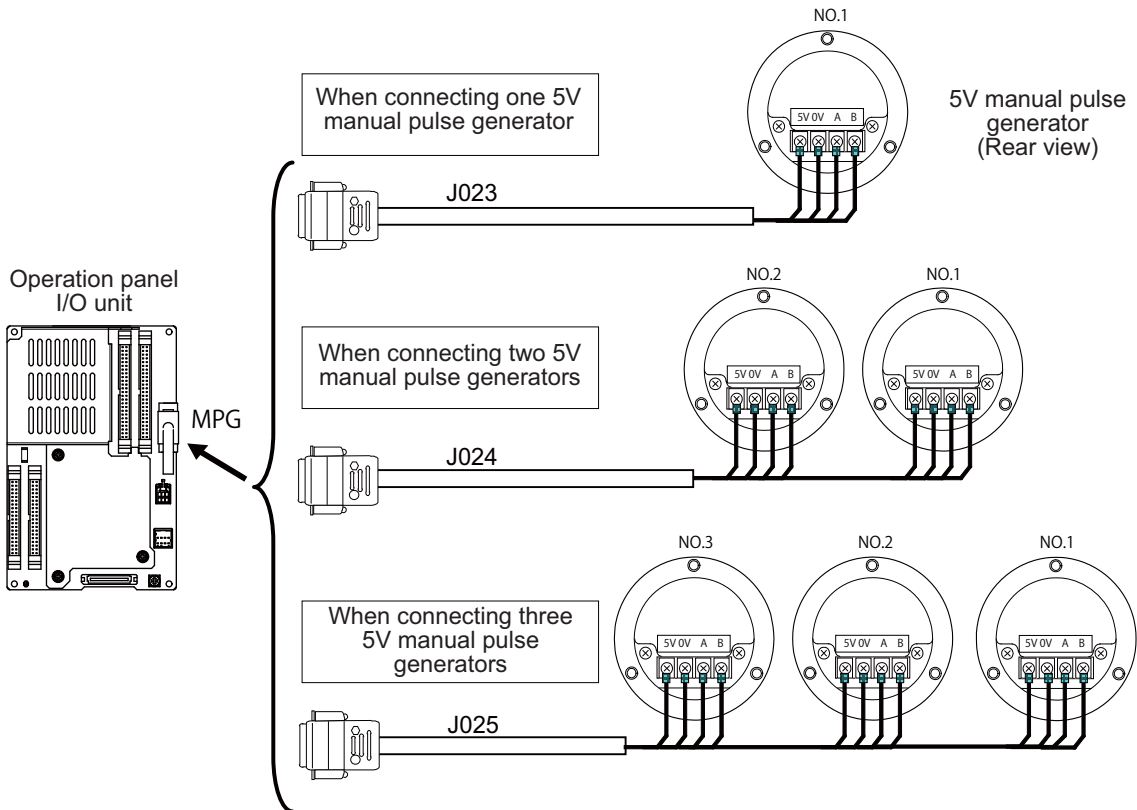 NO.1
When connecting one 5V
manual pulse generator
5V 0V A B
5V manual pulse
generator
(Rear view)
J023
Operation panel
I/O unit
MPG
NO.2
NO.1
When connecting two 5V
manual pulse generators
5V 0V A B
5V 0V A B
J024
NO.3
NO.2
NO.1
When connecting three
5V manual pulse
generators
5V 0V A B
5V 0V A B
5V 0V A B
J025